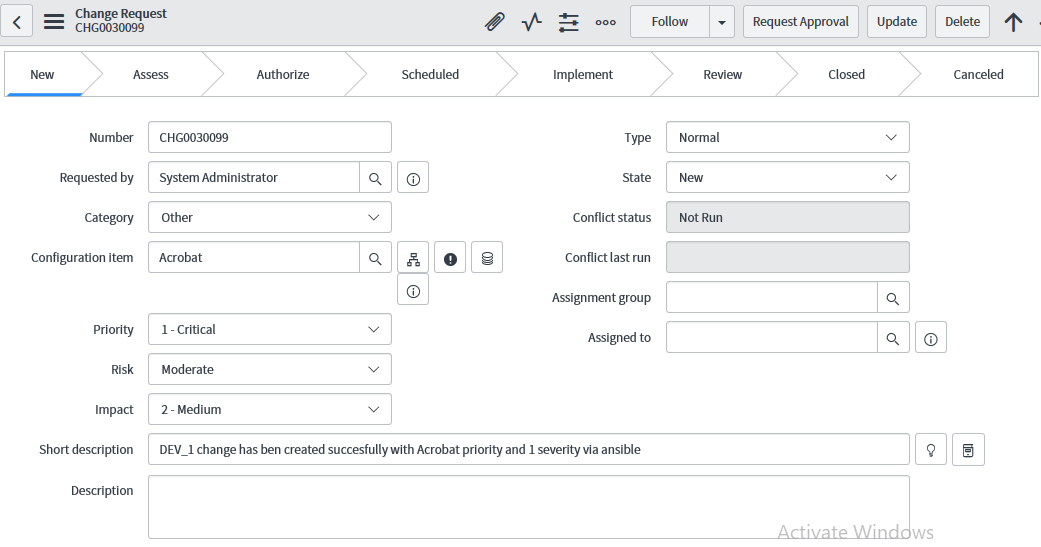 Change Request
CHG0030099
Follow
Request Approval
Update
Delete
New
Assess
Authorize
Scheduled
Implement
Review
Closed
Canceled
Number
CHG0030099
Requested by
System Administrator
Category
Other
Configuration item
Acrobat
Priority
1 - Critical
Risk
Moderate
Impact
2 - Medium
Type
Normal
State
New
Conflict status
Not Run
Conflict last run
Assignment group
Assigned to
Short description
DEV_1 change has ben created succesfully with Acrobat priority and 1 severity via ansible
Description
Activate Windows